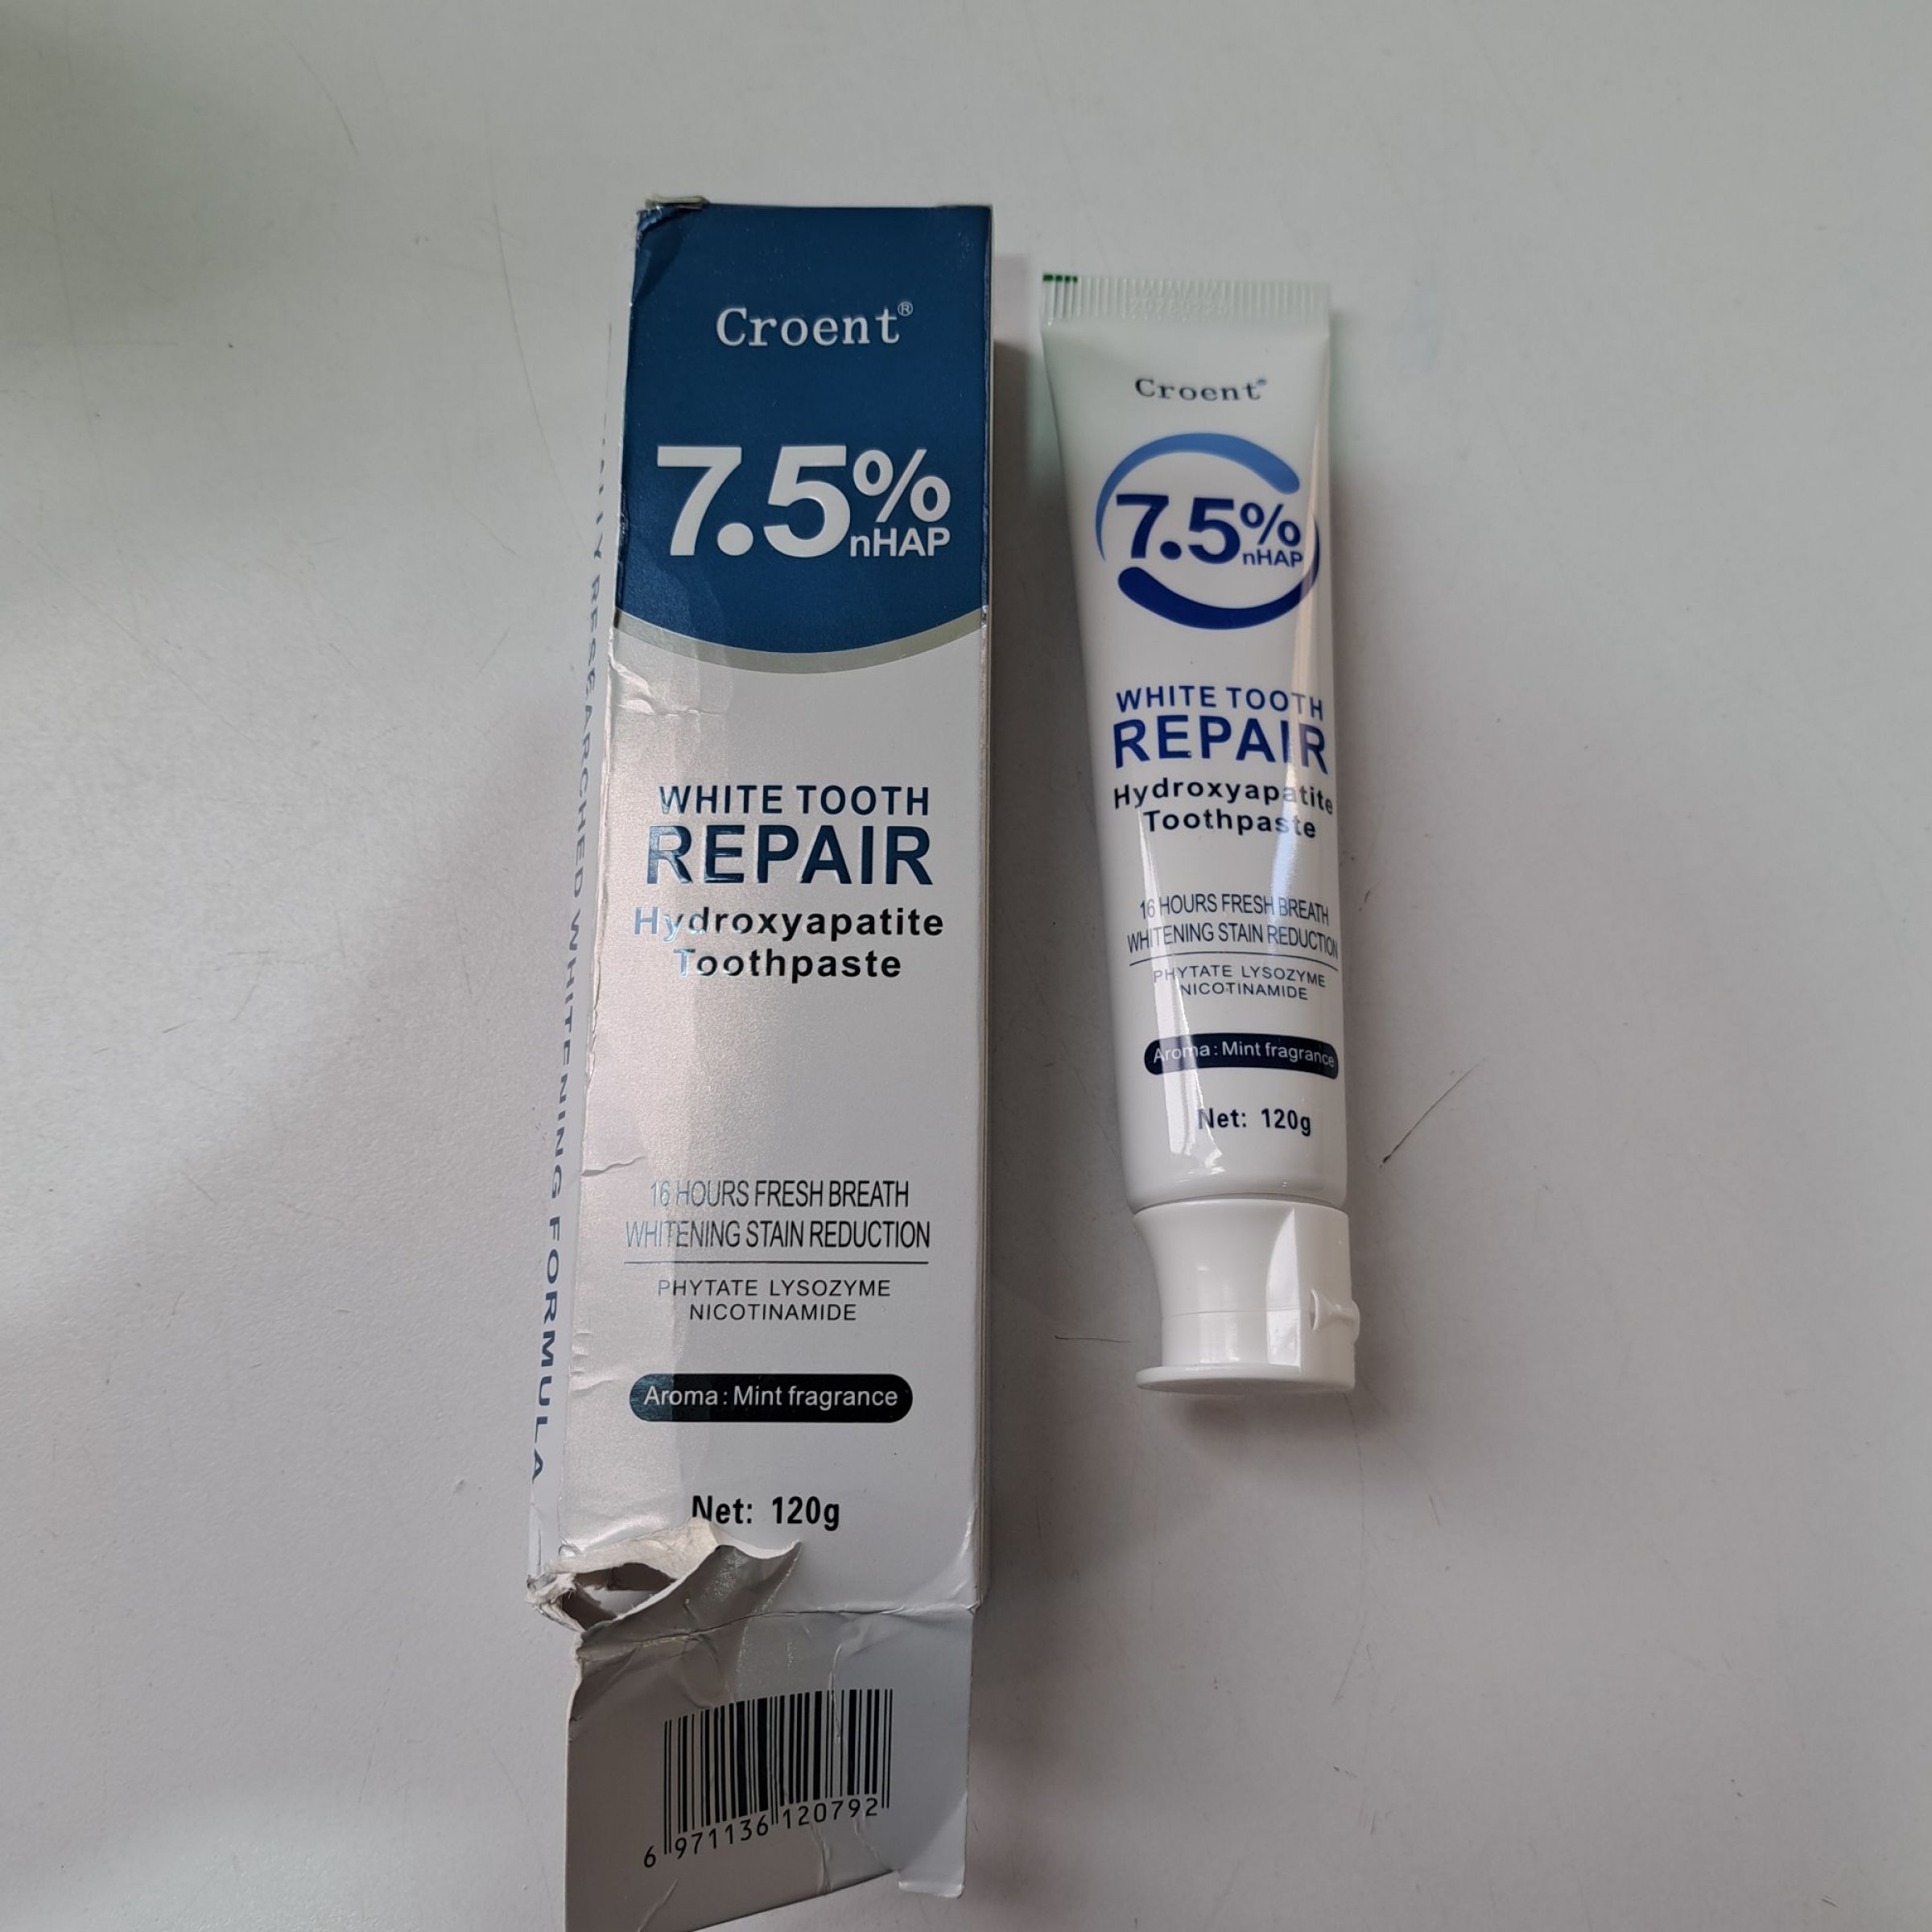 Croent®
7.5%
nHAP
WHITE TOOTH
REPAIR
Hydroxyapatite
Toothpaste
16 HOURS FRESH BREATH
WHITENING STAIN REDUCTION
PHYTATE LYSOZYME
NICOTINAMIDE
Aroma : Mint fragrance
Net: 120g
6 971136 120792
RESEARCHED WHITENING FORMULA
Croent®
7.5%
nHAP
WHITE TOOTH
REPAIR
Hydroxyapatite
Toothpaste
16 HOURS FRESH BREATH
WHITENING STAIN REDUCTION
PHYTATE LYSOZYME
NICOTINAMIDE
Aroma : Mint fragrance
Net: 120g